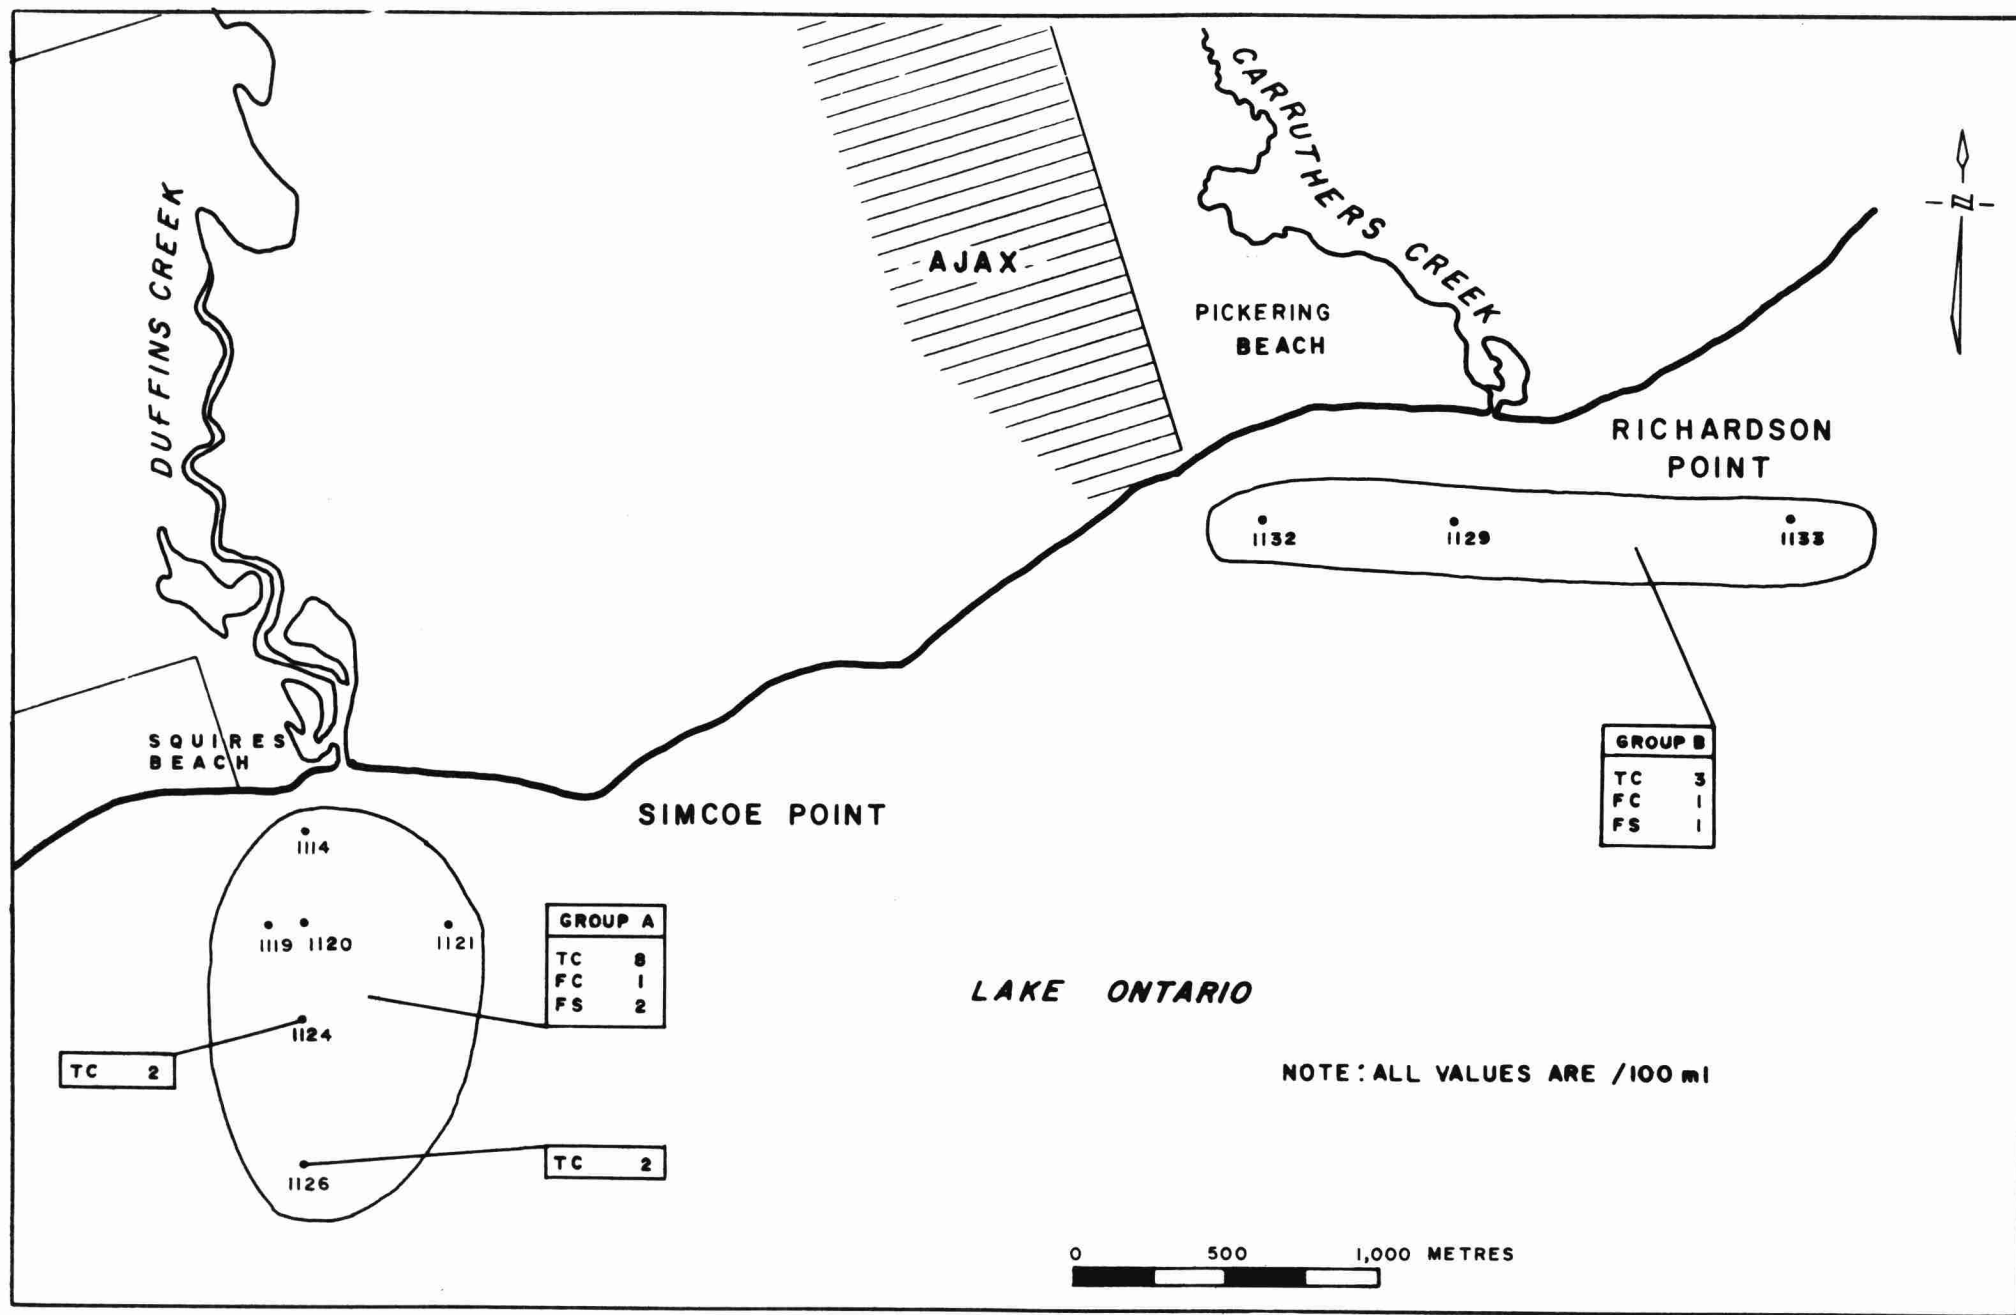 DUFFINS CREEK
CARRUTHERS CREEK
N
AJAX
PICKERING
BEACH
RICHARDSON
POINT
1132
1129
1133
SQUIRES
BEACH
SIMCOE POINT
GROUP B
TC 3
FC 1
FS 1
1114
1119
1120
1121
GROUP A
TC 8
FC 1
FS 2
LAKE ONTARIO
1124
TC 2
NOTE: ALL VALUES ARE /100 ml
TC 2
1126
0 500 1,000 METRES